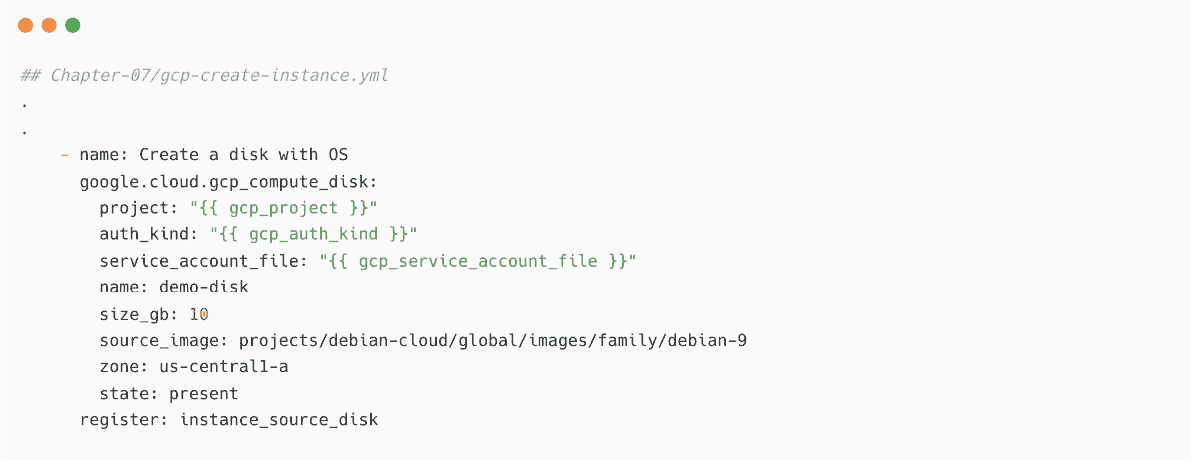 ## Chapter-07/gcp-create-instance.yml
.
.
    - name: Create a disk with OS
      google.cloud.gcp_compute_disk:
        project: "{{ gcp_project }}"
        auth_kind: "{{ gcp_auth_kind }}"
        service_account_file: "{{ gcp_service_account_file }}"
        name: demo-disk
        size_gb: 10
        source_image: projects/debian-cloud/global/images/family/debian-9
        zone: us-central1-a
        state: present
      register: instance_source_disk